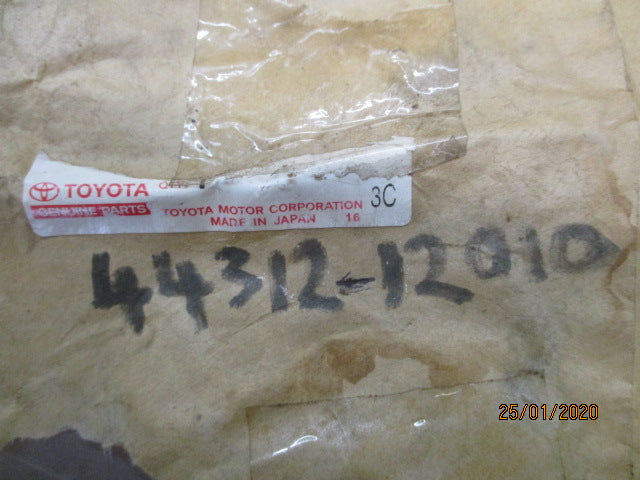 TOYOTA
GENUINE PARTS
TOYOTA MOTOR CORPORATION
MADE IN JAPAN 16
3C
44312-12010
25/01/2020